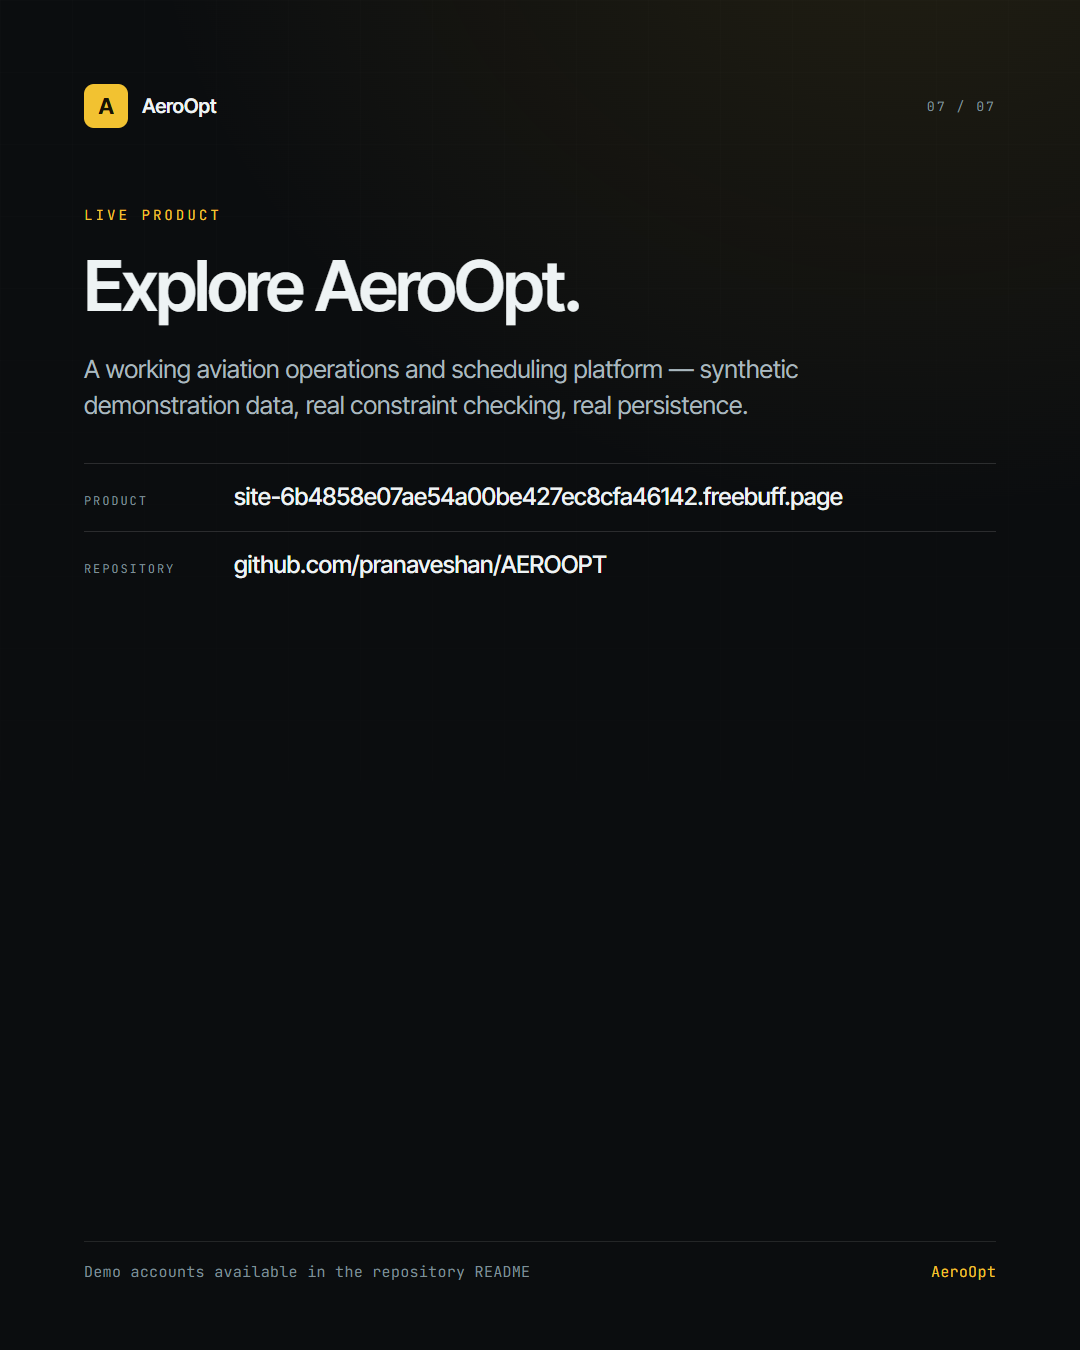 A AeroOpt
07 / 07
LIVE PRODUCT
Explore AeroOpt.
A working aviation operations and scheduling platform — synthetic
demonstration data, real constraint checking, real persistence.
PRODUCT site-6b4858e07ae54a00be427ec8cfa46142.freebuff.page
REPOSITORY github.com/pranaveshan/AEROOPT
Demo accounts available in the repository README
AeroOpt